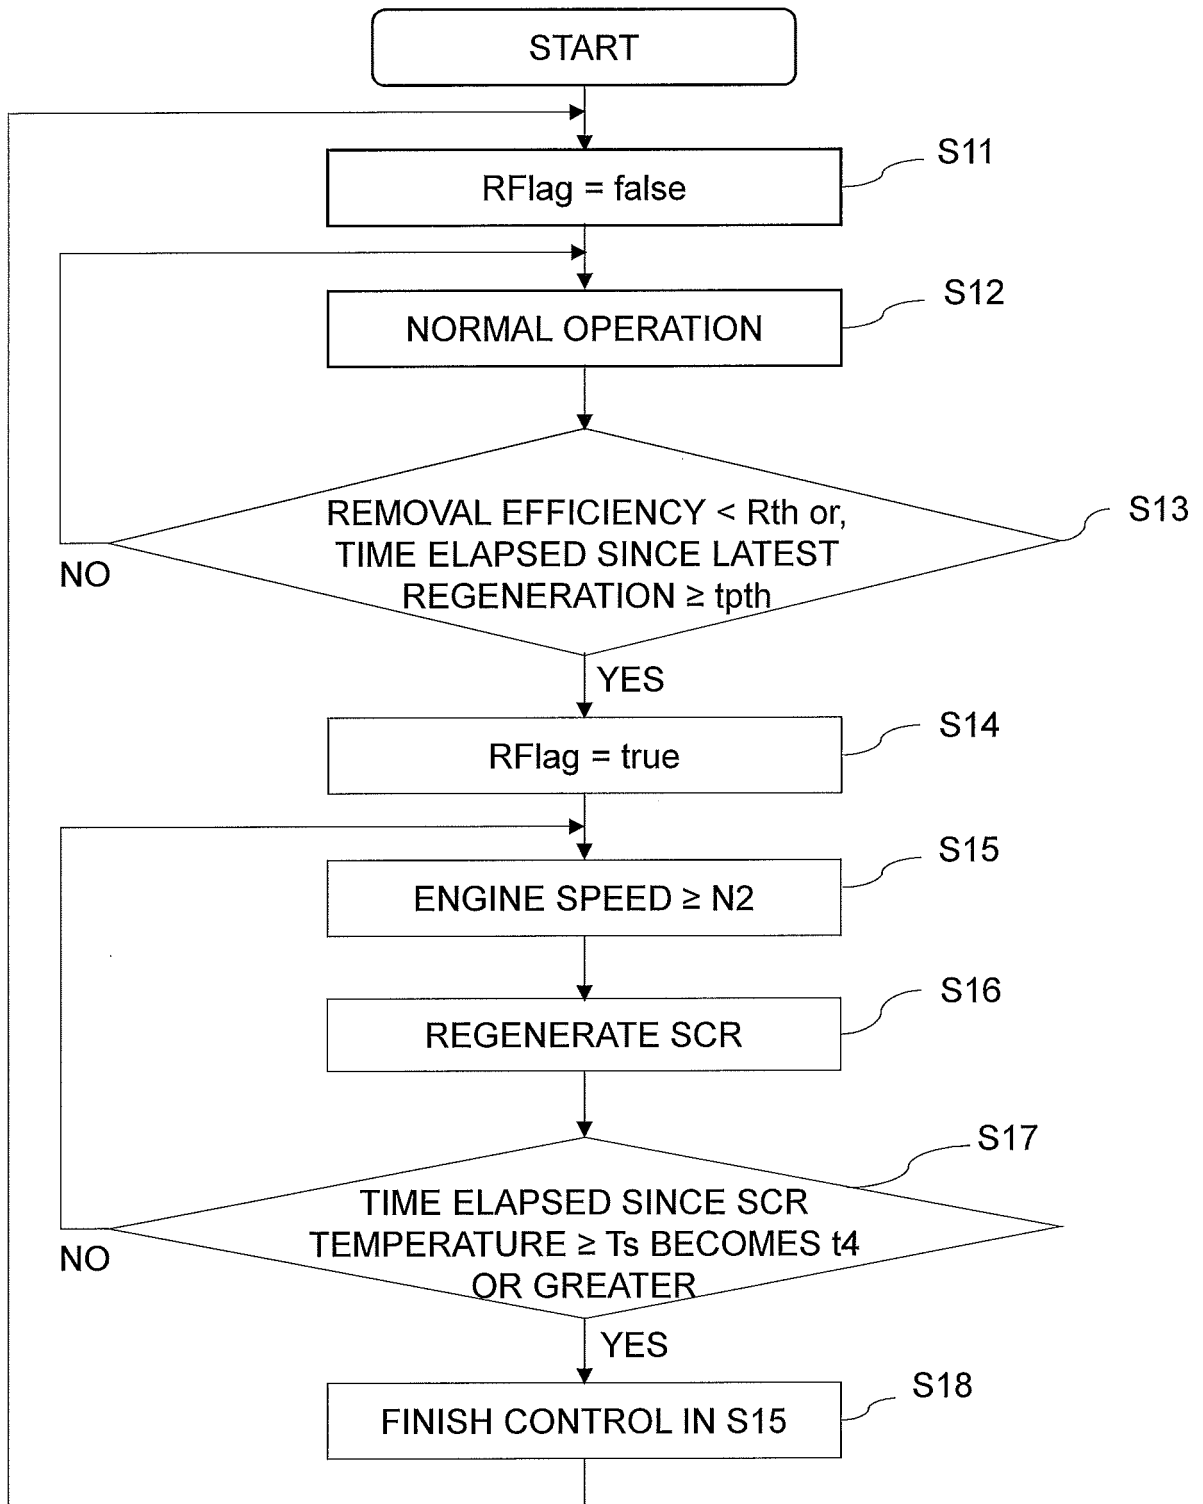 START
S11
RFlag = false
S12
NORMAL OPERATION
S13
REMOVAL EFFICIENCY < Rth or,
TIME ELAPSED SINCE LATEST
REGENERATION ≥ tpth
NO
YES
S14
RFlag = true
S15
ENGINE SPEED ≥ N2
S16
REGENERATE SCR
S17
TIME ELAPSED SINCE SCR
TEMPERATURE ≥ Ts BECOMES t4
OR GREATER
NO
YES
S18
FINISH CONTROL IN S15